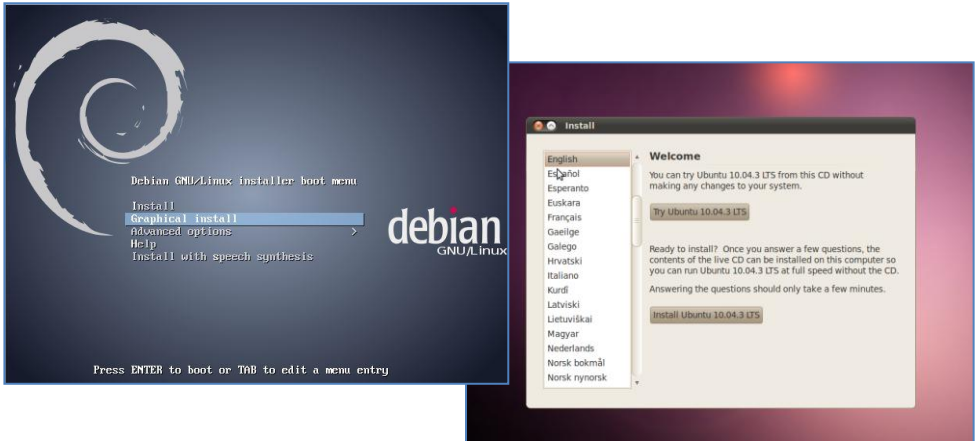 Debian GNU/Linux installer boot menu
Install
Graphical install
Advanced options >
Help
Install with speech synthesis
debian
GNU/Linux
Press ENTER to boot or TAB to edit a menu entry
Install
English
Español
Esperanto
Euskara
Français
Gaeilge
Galego
Hrvatski
Italiano
Kurdî
Latviski
Lietuviškai
Magyar
Nederlands
Norsk bokmål
Norsk nynorsk
Welcome
You can try Ubuntu 10.04.3 LTS from this CD without
making any changes to your system.
Try Ubuntu 10.04.3 LTS
Ready to install? Once you answer a few questions, the
contents of the live CD can be installed on this computer so
you can run Ubuntu 10.04.3 LTS at full speed without the CD.
Answering the questions should only take a few minutes.
Install Ubuntu 10.04.3 LTS